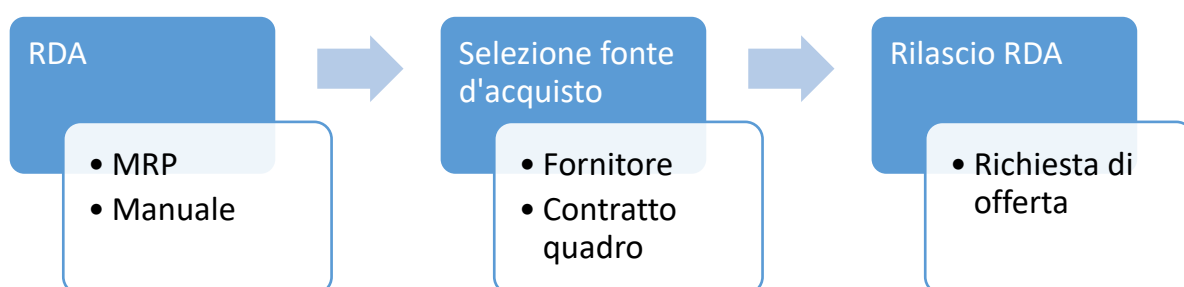 RDA
• MRP
• Manuale
Selezione fonte
d'acquisto
• Fornitore
• Contratto
quadro
Rilascio RDA
• Richiesta di
offerta